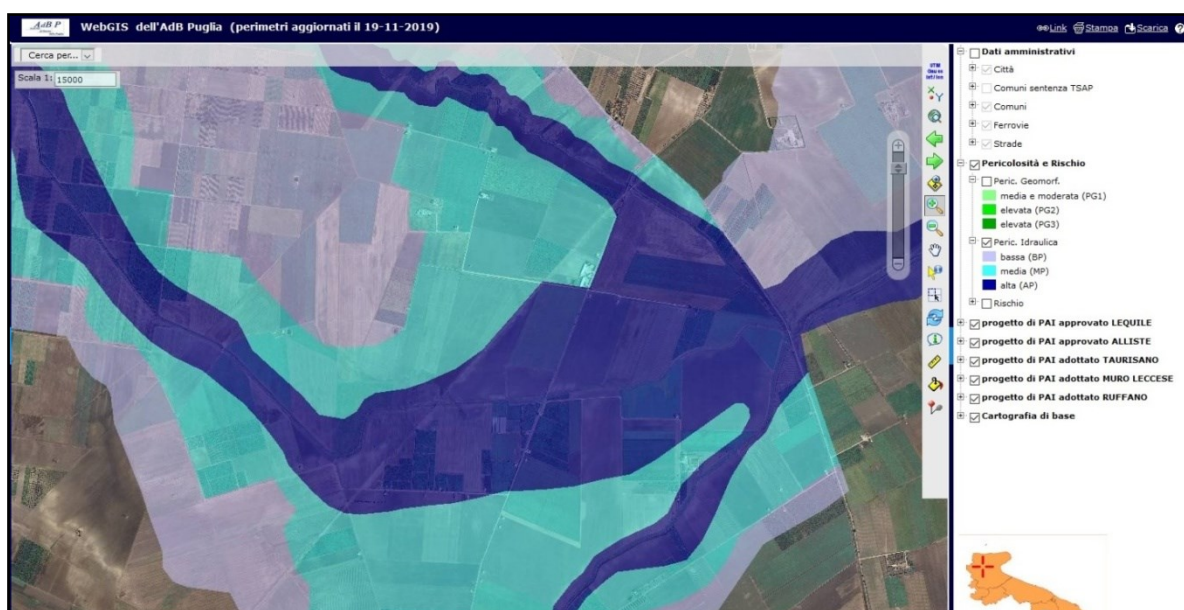 AdB P
WebGIS dell'AdB Puglia (perimetri aggiornati il 19-11-2019)
Link Stampa Scarica ?
Cerca per...
Scala 1: 15000
UTM
X Y
Dati amministrativi
Città
Comuni sentenza TSAP
Comuni
Ferrovie
Strade
Pericolosità e Rischio
Peric. Geomorf.
media e moderata (PG1)
elevata (PG2)
elevata (PG3)
Peric. Idraulica
bassa (BP)
media (MP)
alta (AP)
Rischio
progetto di PAI approvato LEQUILE
progetto di PAI approvato ALLISTE
progetto di PAI adottato TAURISANO
progetto di PAI adottato MURO LECCESE
progetto di PAI adottato RUFFANO
Cartografia di base